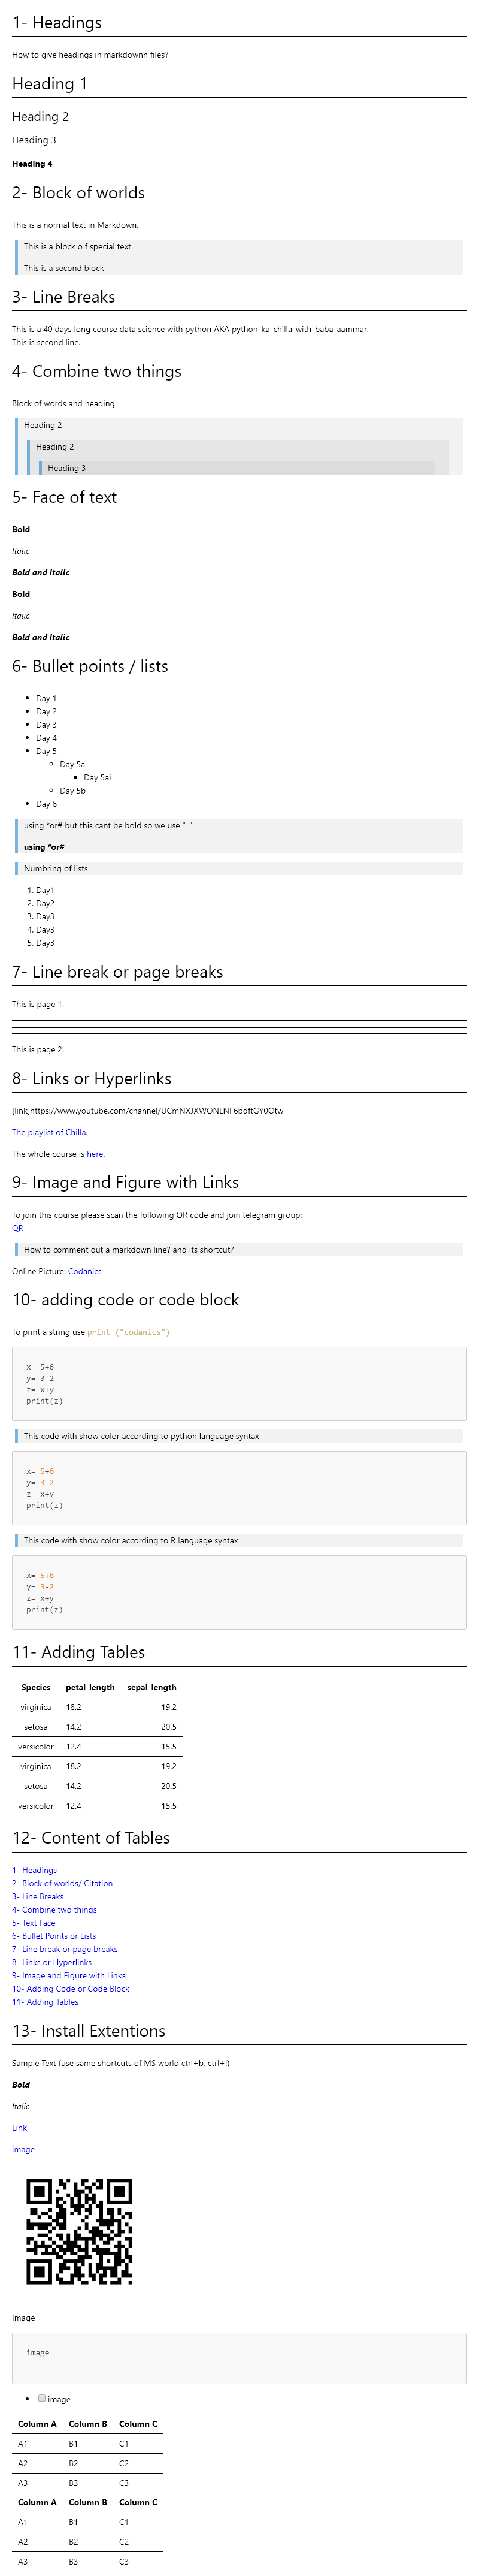 1- Headings
How to give headings in markdownn files?
Heading 1
Heading 2
Heading 3
Heading 4
2- Block of worlds
This is a normal text in Markdown.
This is a block o f special text
This is a second block
3- Line Breaks
This is a 40 days long course data science with python AKA python_ka_chilla_with_baba_aammar.
This is second line.
4- Combine two things
Block of words and heading
Heading 2
Heading 2
Heading 3
5- Face of text
Bold
Italic
Bold and Italic
Bold
Italic
Bold and Italic
6- Bullet points / lists
Day 1
Day 2
Day 3
Day 4
Day 5
Day 5a
Day 5ai
Day 5b
Day 6
using *or# but this cant be bold so we use "_"
using *or#
Numbring of lists
1. Day1
2. Day2
3. Day3
4. Day3
5. Day3
7- Line break or page breaks
This is page 1.
This is page 2.
8- Links or Hyperlinks
[link]https://www.youtube.com/channel/UCmNXJXWONLNF6bdftGY0Otw
The playlist of Chilla.
The whole course is here.
9- Image and Figure with Links
To join this course please scan the following QR code and join telegram group:
QR
How to comment out a markdown line? and its shortcut?
Online Picture: Codanics
10- adding code or code block
To print a string use print ("codanics")
x= 5+6
y= 3-2
z= x+y
print(z)
This code with show color according to python language syntax
x= 5+6
y= 3-2
z= x+y
print(z)
This code with show color according to R language syntax
x= 5+6
y= 3-2
z= x+y
print(z)
11- Adding Tables
Species petal_length sepal_length
virginica 18.2 19.2
setosa 14.2 20.5
versicolor 12.4 15.5
virginica 18.2 19.2
setosa 14.2 20.5
versicolor 12.4 15.5
12- Content of Tables
1- Headings
2- Block of worlds/ Citation
3- Line Breaks
4- Combine two things
5- Text Face
6- Bullet Points or Lists
7- Line break or page breaks
8- Links or Hyperlinks
9- Image and Figure with Links
10- Adding Code or Code Block
11- Adding Tables
13- Install Extentions
Sample Text (use same shortcuts of MS world ctrl+b, ctrl+i)
Bold
Italic
Link
image
Image
image
image
Column A Column B Column C
A1 B1 C1
A2 B2 C2
A3 B3 C3
Column A Column B Column C
A1 B1 C1
A2 B2 C2
A3 B3 C3